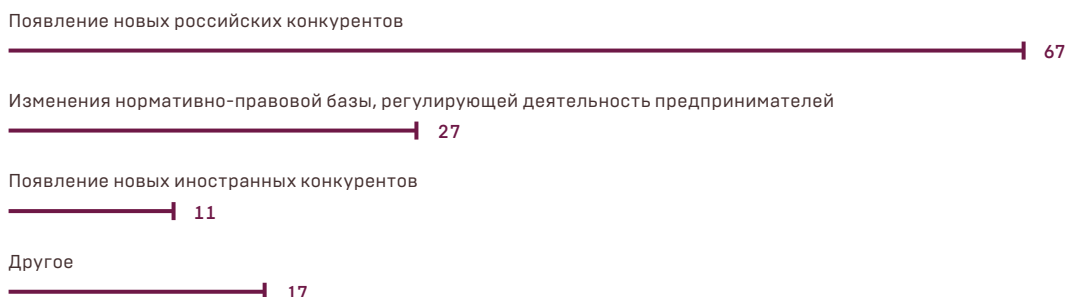 Появление новых российских конкурентов
67
Изменения нормативно-правовой базы, регулирующей деятельность предпринимателей
27
Появление новых иностранных конкурентов
11
Другое
17